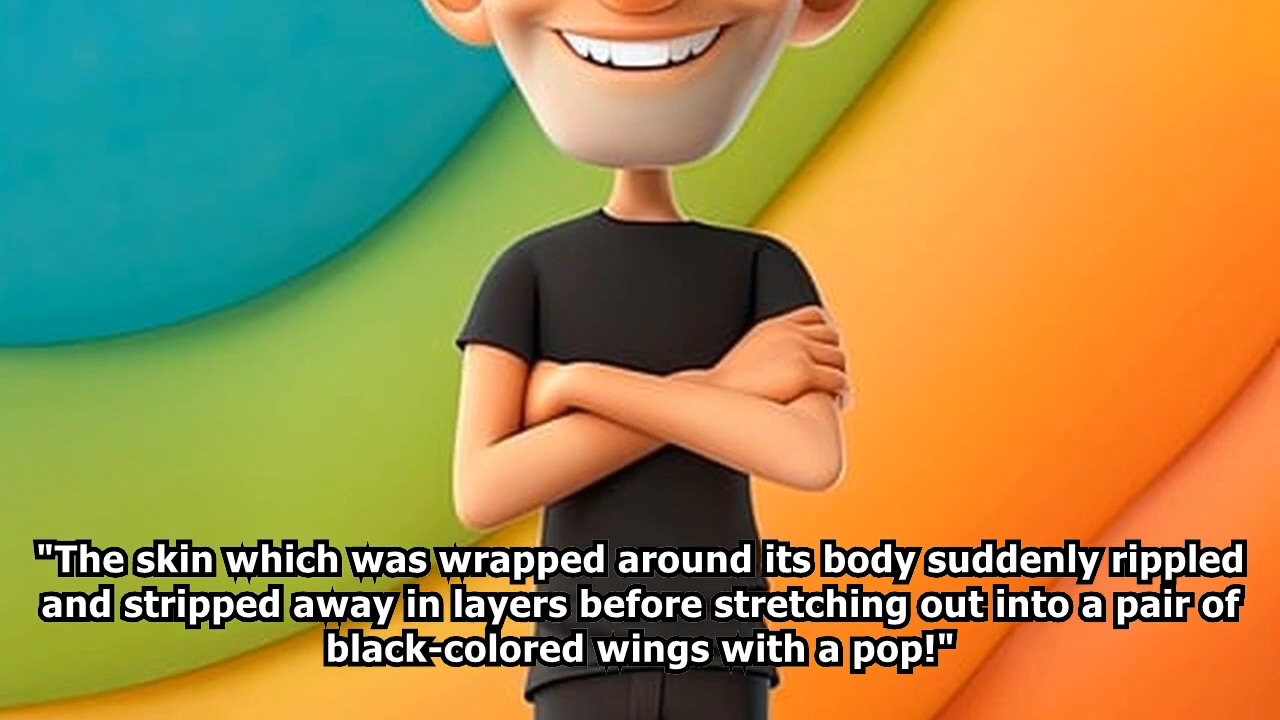 "The skin which was wrapped around its body suddenly rippled
and stripped away in layers before stretching out into a pair of
black-colored wings with a pop!"